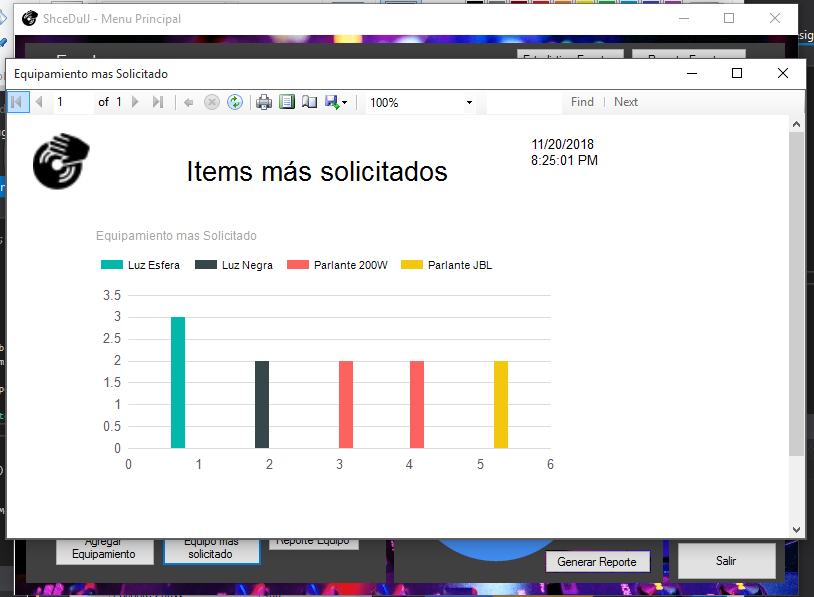 ShceDulJ - Menu Principal
Equipamiento mas Solicitado
1 of 1 100% Find Next
11/20/2018
8:25:01 PM
Items más solicitados
Equipamiento mas Solicitado
Luz Esfera Luz Negra Parlante 200W Parlante JBL
3.5
3
2.5
2
1.5
1
0.5
0
0 1 2 3 4 5 6
Agregar
Equipamiento
Equipo mas
solicitado
Reporte Equipo
Generar Reporte
Salir